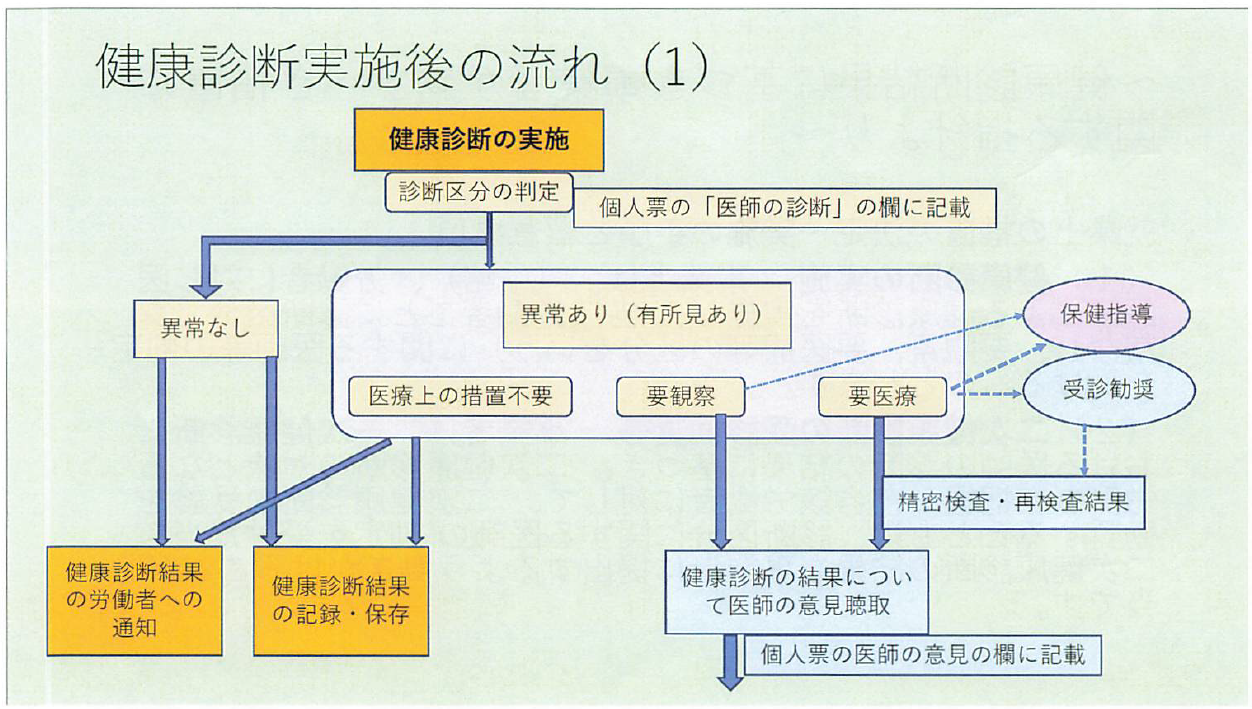 健康診断実施後の流れ（1）
健康診断の実施
診断区分の判定
個人票の「医師の診断」の欄に記載
異常なし
異常あり（有所見あり）
保健指導
医療上の措置不要
要観察
要医療
受診勧奨
精密検査・再検査結果
健康診断結果
の労働者への
通知
健康診断結果
の記録・保存
健康診断の結果につい
て医師の意見聴取
個人票の医師の意見の欄に記載